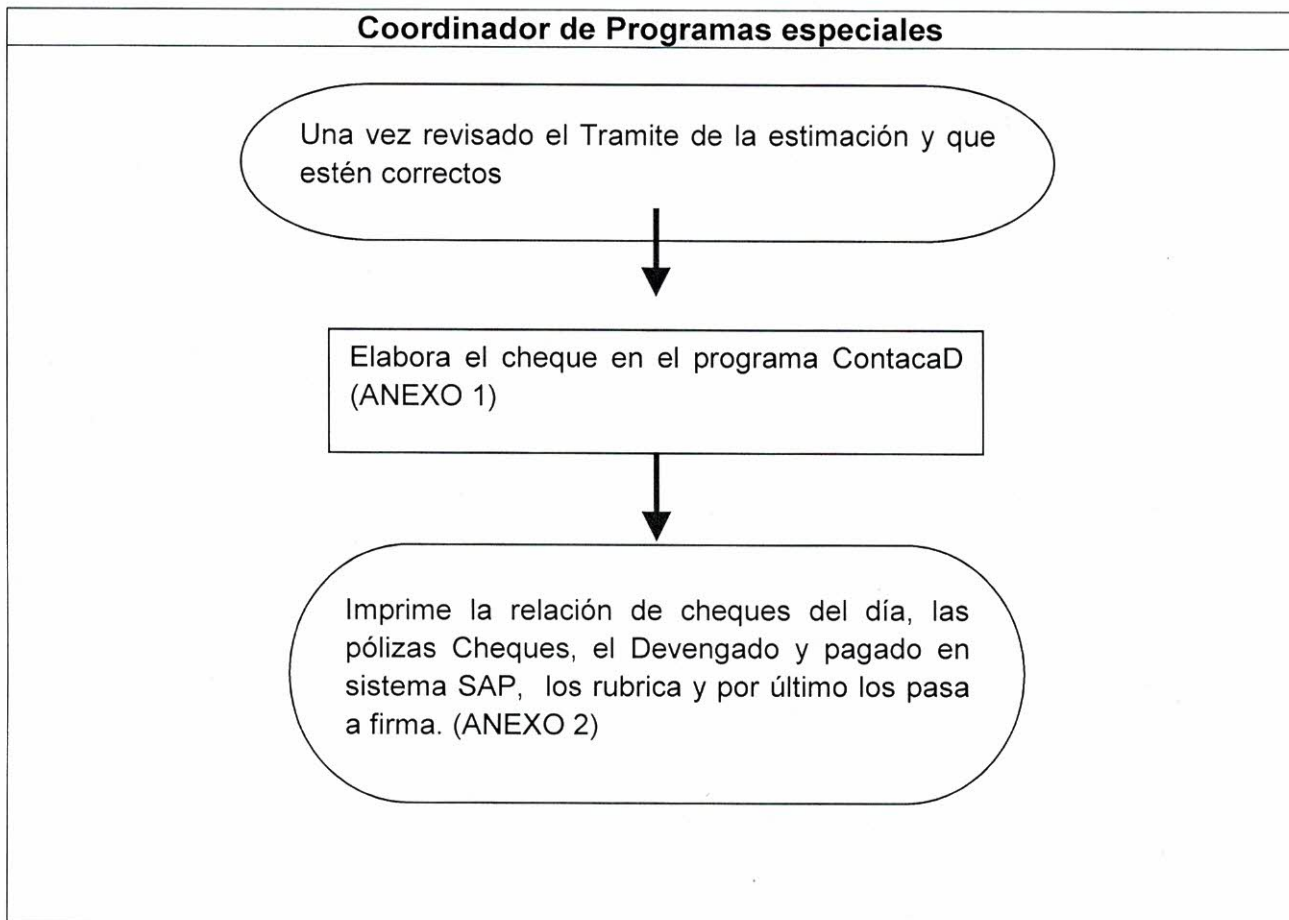 Coordinador de Programas especiales
Una vez revisado el Tramite de la estimación y que
estén correctos
Elabora el cheque en el programa ContacaD
(ANEXO 1)
Imprime la relación de cheques del día, las
pólizas Cheques, el Devengado y pagado en
sistema SAP, los rubrica y por último los pasa
a firma. (ANEXO 2)